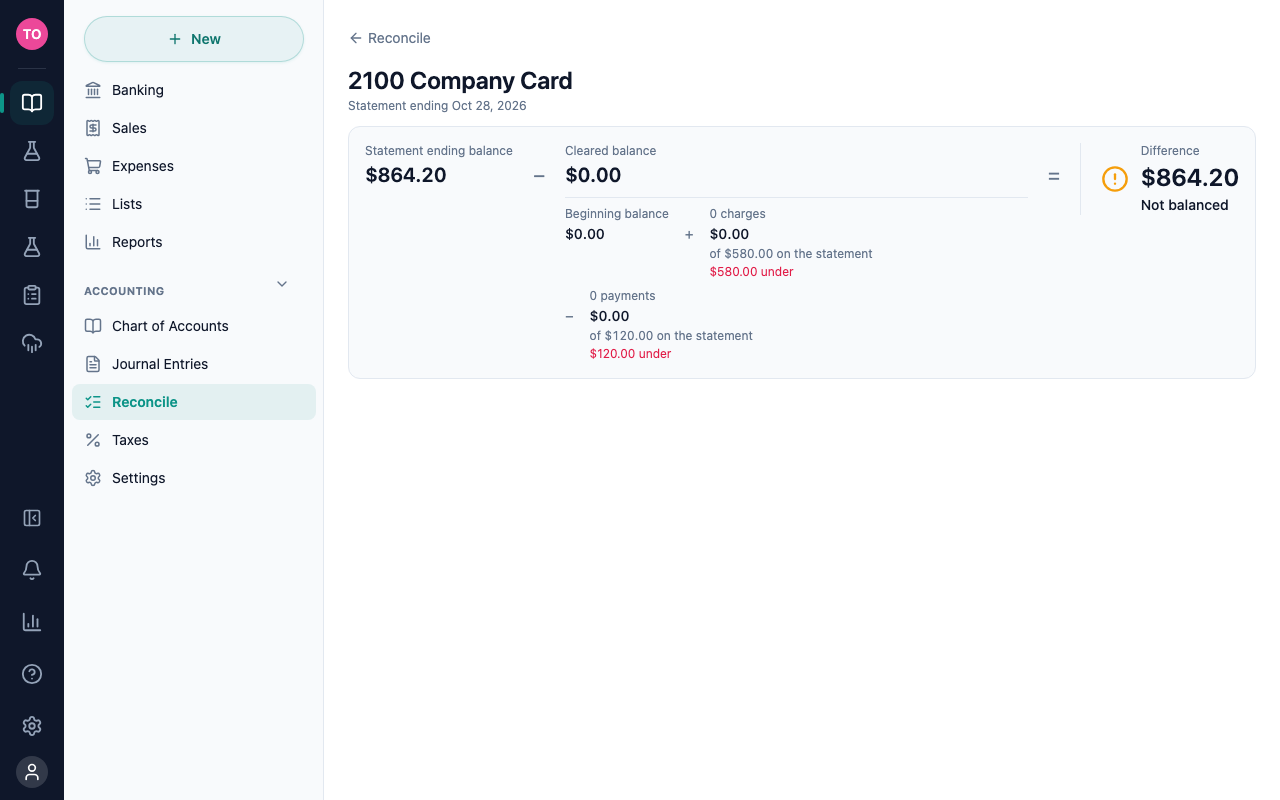 TO
New
Banking
Sales
Expenses
Lists
Reports
ACCOUNTING
Chart of Accounts
Journal Entries
Reconcile
Taxes
Settings
← Reconcile
2100 Company Card
Statement ending Oct 28, 2026
Statement ending balance
$864.20
−
Cleared balance
$0.00
Beginning balance
$0.00
+
0 charges
$0.00
of $580.00 on the statement
$580.00 under
−
0 payments
$0.00
of $120.00 on the statement
$120.00 under
=
Difference
$864.20
Not balanced